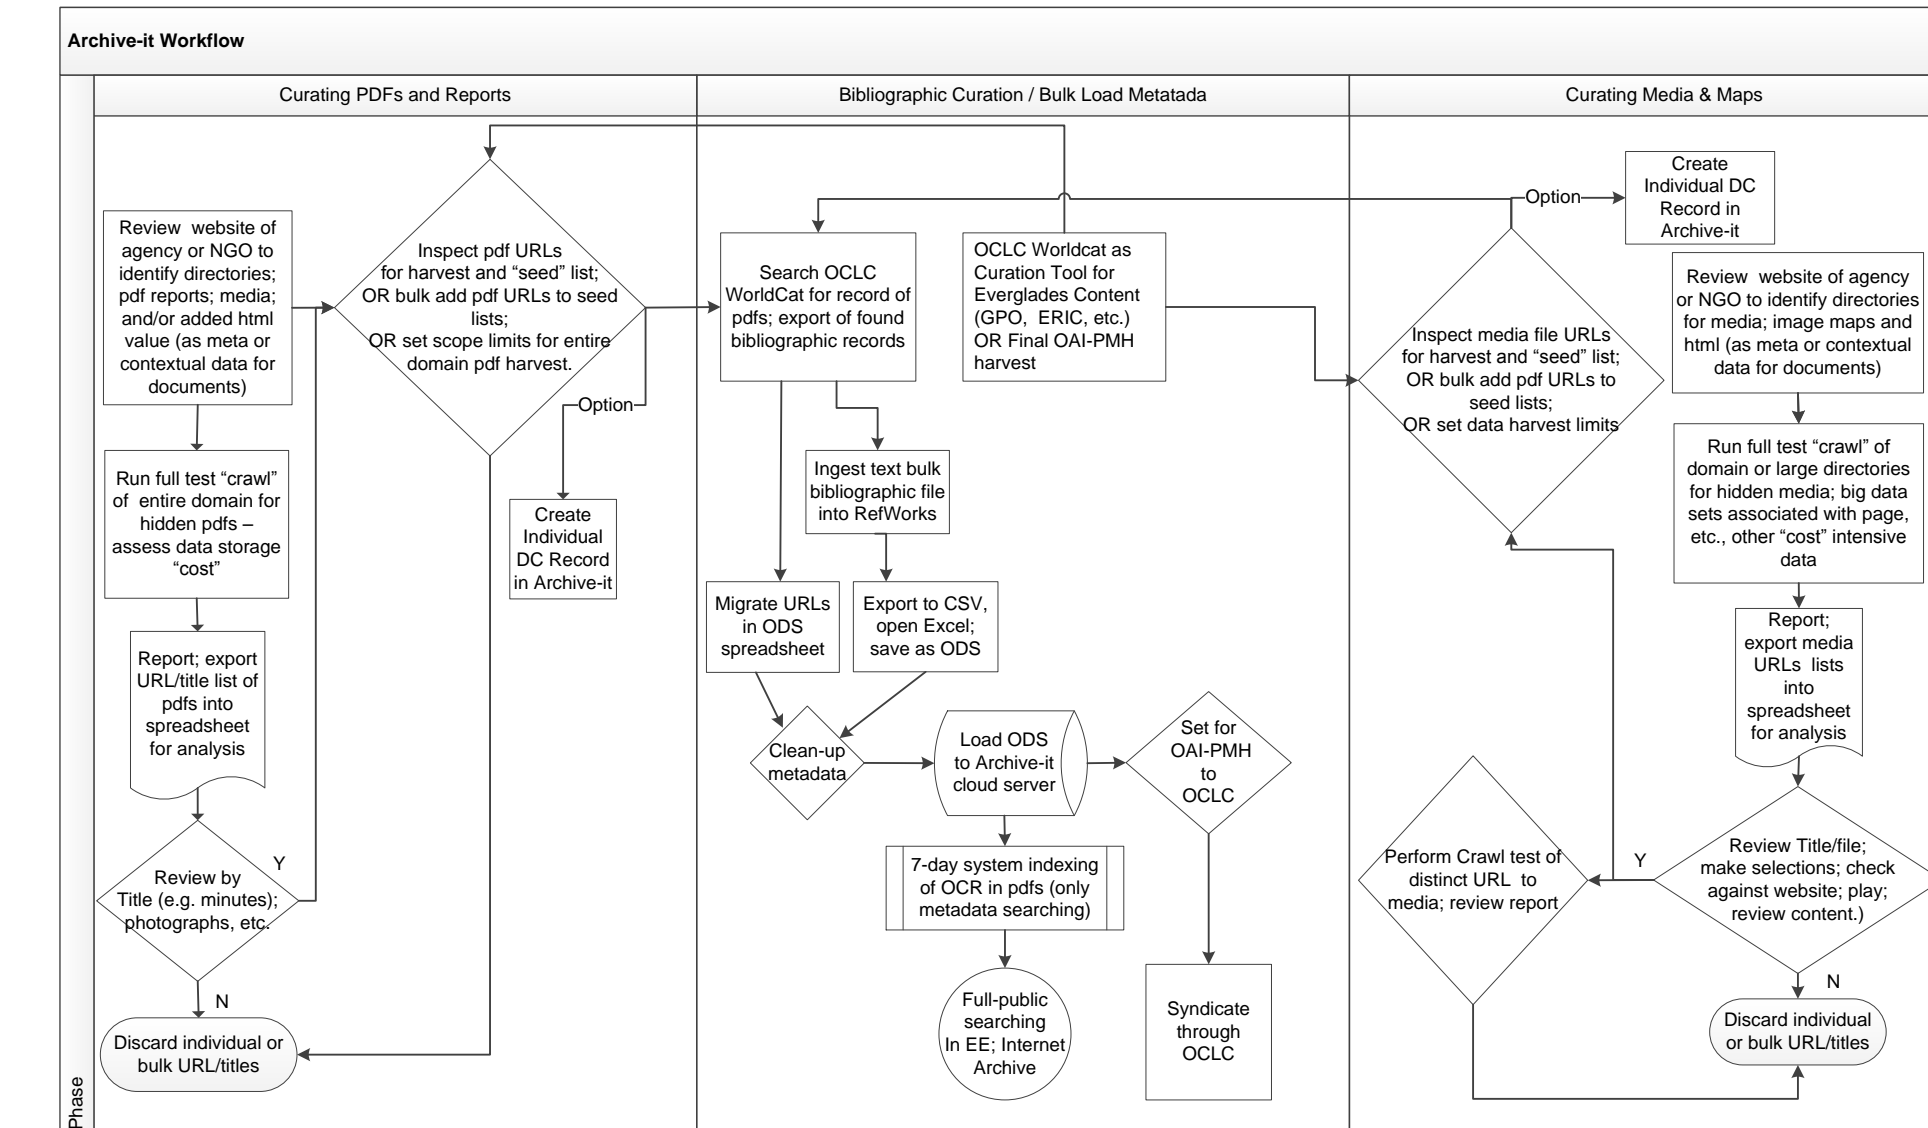 Archive-it Workflow
Curating PDFs and Reports
Bibliographic Curation / Bulk Load Metatada
Curating Media & Maps
Phase
Review website of
agency or NGO to
identify directories;
pdf reports; media;
and/or added html
value (as meta or
contextual data for
documents)
Run full test “crawl”
of entire domain for
hidden pdfs –
assess data storage
“cost”
Report; export
URL/title list of
pdfs into
spreadsheet
for analysis
Review by
Title (e.g. minutes);
photographs, etc.
Y
N
Discard individual or
bulk URL/titles
Inspect pdf URLs
for harvest and “seed” list;
OR bulk add pdf URLs to seed
lists;
OR set scope limits for entire
domain pdf harvest.
Option
Create
Individual
DC Record
in Archive-it
Search OCLC
WorldCat for record of
pdfs; export of found
bibliographic records
OCLC Worldcat as
Curation Tool for
Everglades Content
(GPO, ERIC, etc.)
OR Final OAI-PMH
harvest
Ingest text bulk
bibliographic file
into RefWorks
Migrate URLs
in ODS
spreadsheet
Export to CSV,
open Excel;
save as ODS
Clean-up
metadata
Load ODS
to Archive-it
cloud server
Set for
OAI-PMH
to
OCLC
7-day system indexing
of OCR in pdfs (only
metadata searching)
Full-public
searching
In EE; Internet
Archive
Syndicate
through
OCLC
Option
Create
Individual DC
Record in
Archive-it
Inspect media file URLs
for harvest and “seed” list;
OR bulk add pdf URLs to
seed lists;
OR set data harvest limits
Review website of agency
or NGO to identify directories
for media; image maps and
html (as meta or contextual
data for documents)
Run full test “crawl” of
domain or large directories
for hidden media; big data
sets associated with page,
etc., other “cost” intensive
data
Report;
export media
URLs lists
into
spreadsheet
for analysis
Review Title/file;
make selections; check
against website; play;
review content.)
Y
N
Perform Crawl test of
distinct URL to
media; review report
Discard individual
or bulk URL/titles